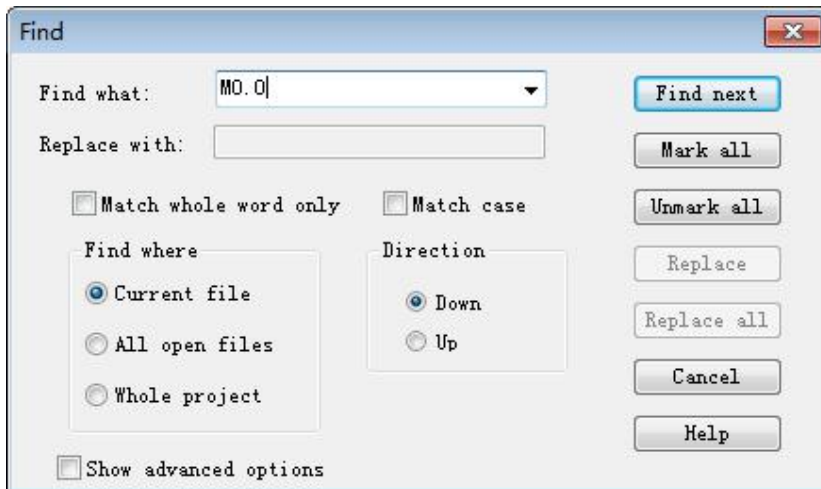 Find
Find what:
M0.0
Find next
Replace with:
Mark all
Match whole word only
Match case
Unmark all
Find where
Direction
Replace
Current file
Down
Replace all
All open files
Up
Cancel
Whole project
Help
Show advanced options